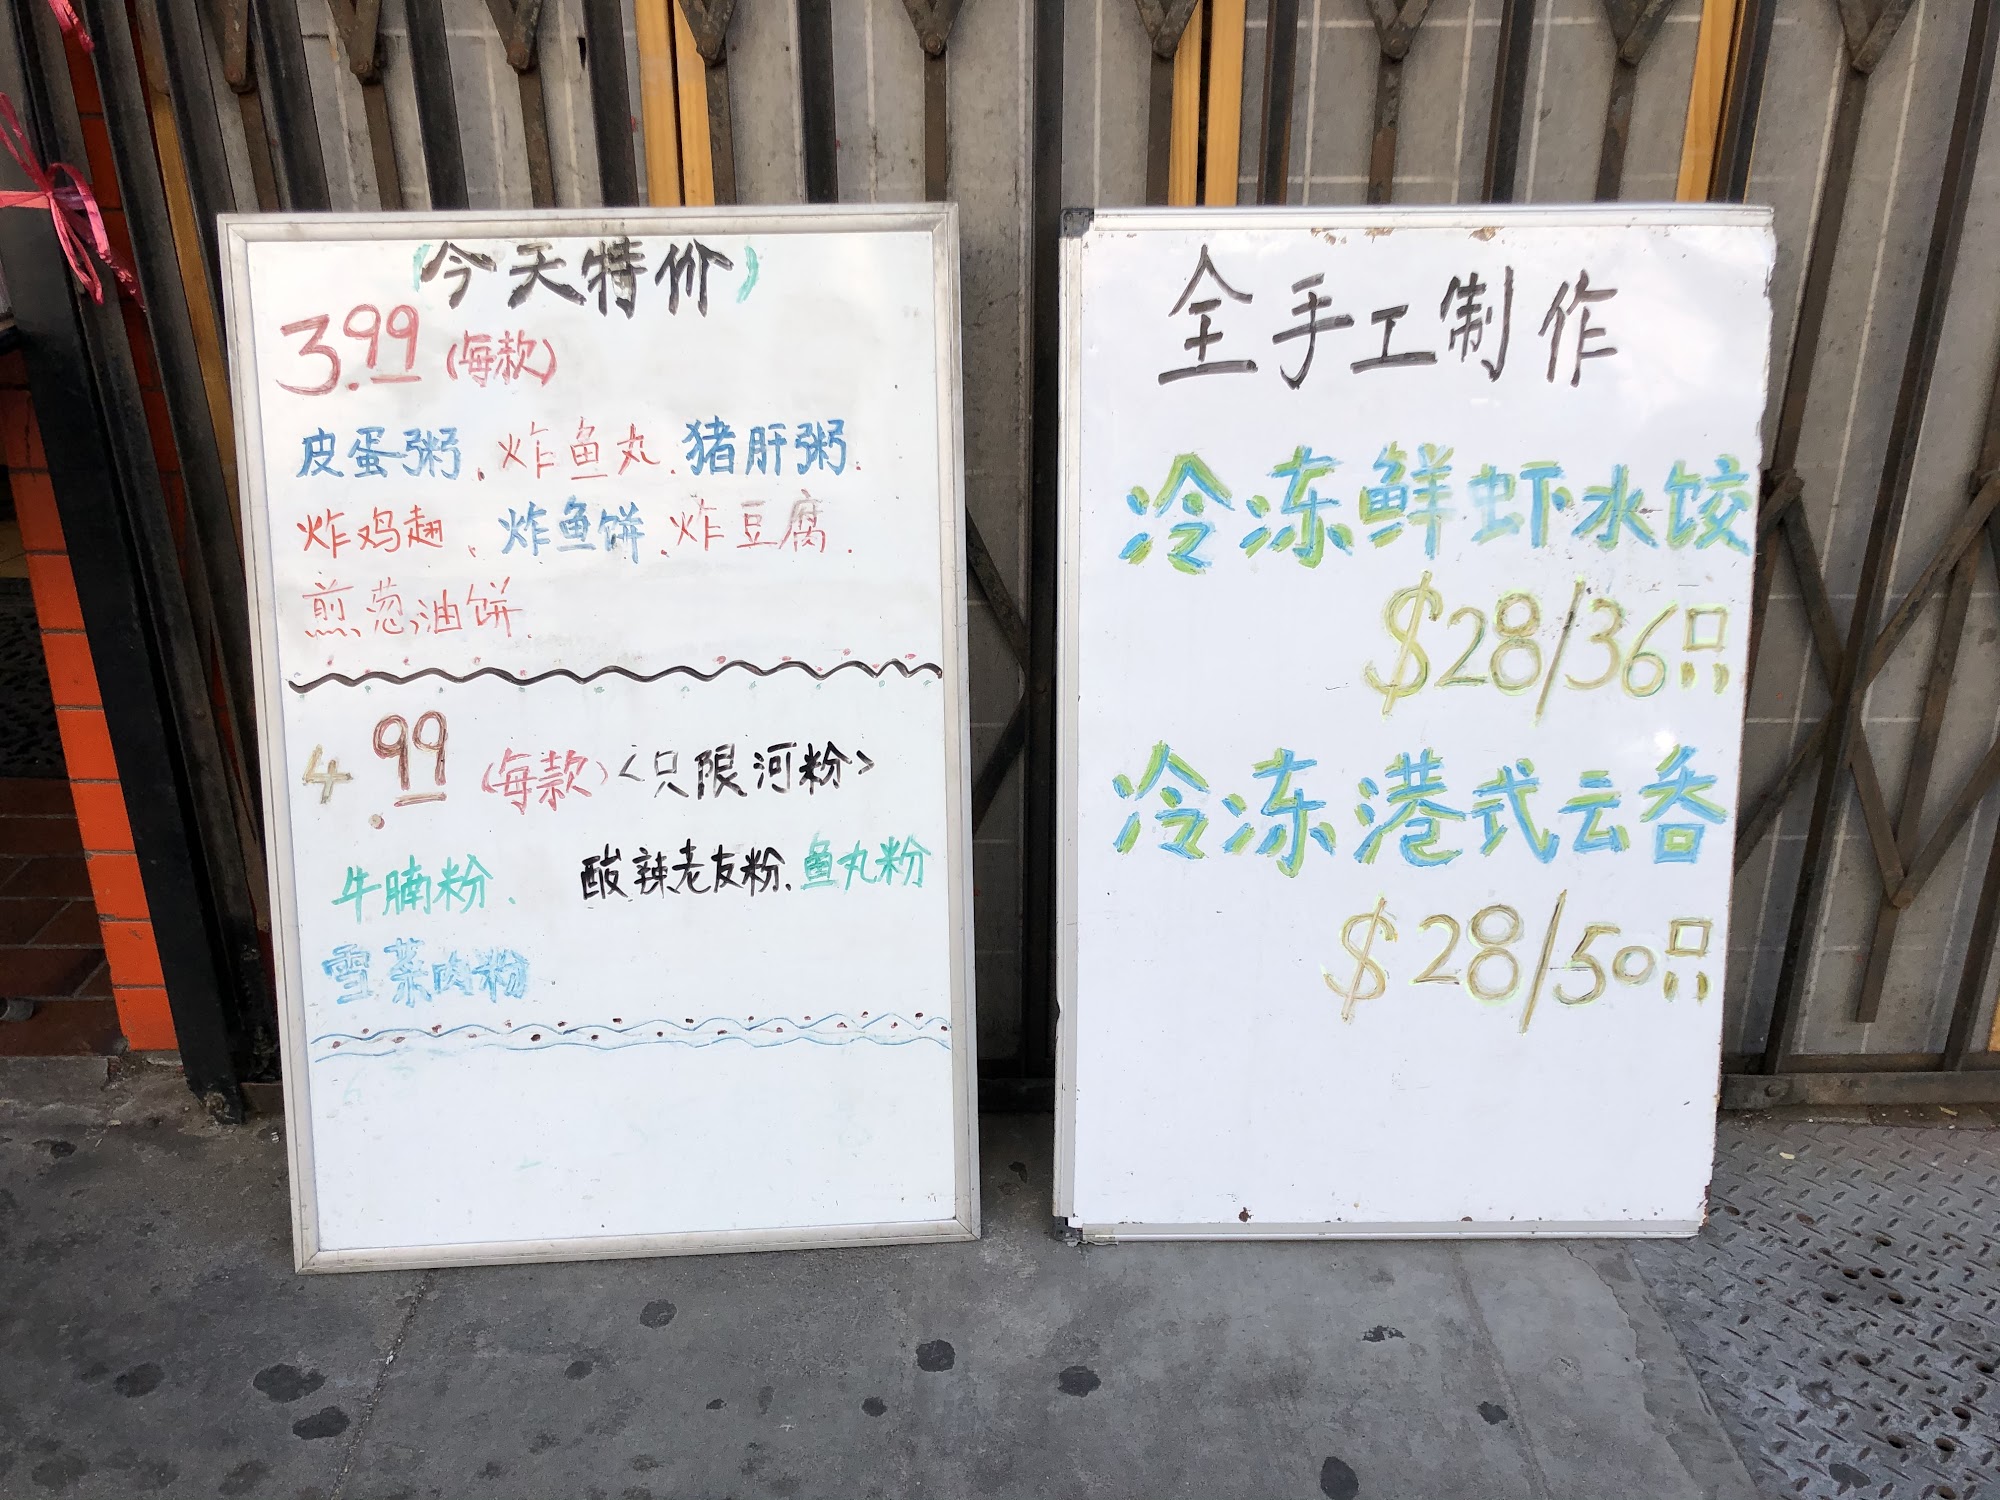 (今天特价)
3.99 (每款)
皮蛋粥、炸鱼丸、猪肝粥、
炸鸡翅、炸鱼饼、炸豆腐、
煎葱油饼、
4.99 (每款) <只限河粉>
牛腩粉、酸辣老友粉、鱼丸粉
雪菜肉粉
全手工制作
冷冻鲜虾水饺
$28/36只
冷冻港式云吞
$28/50只